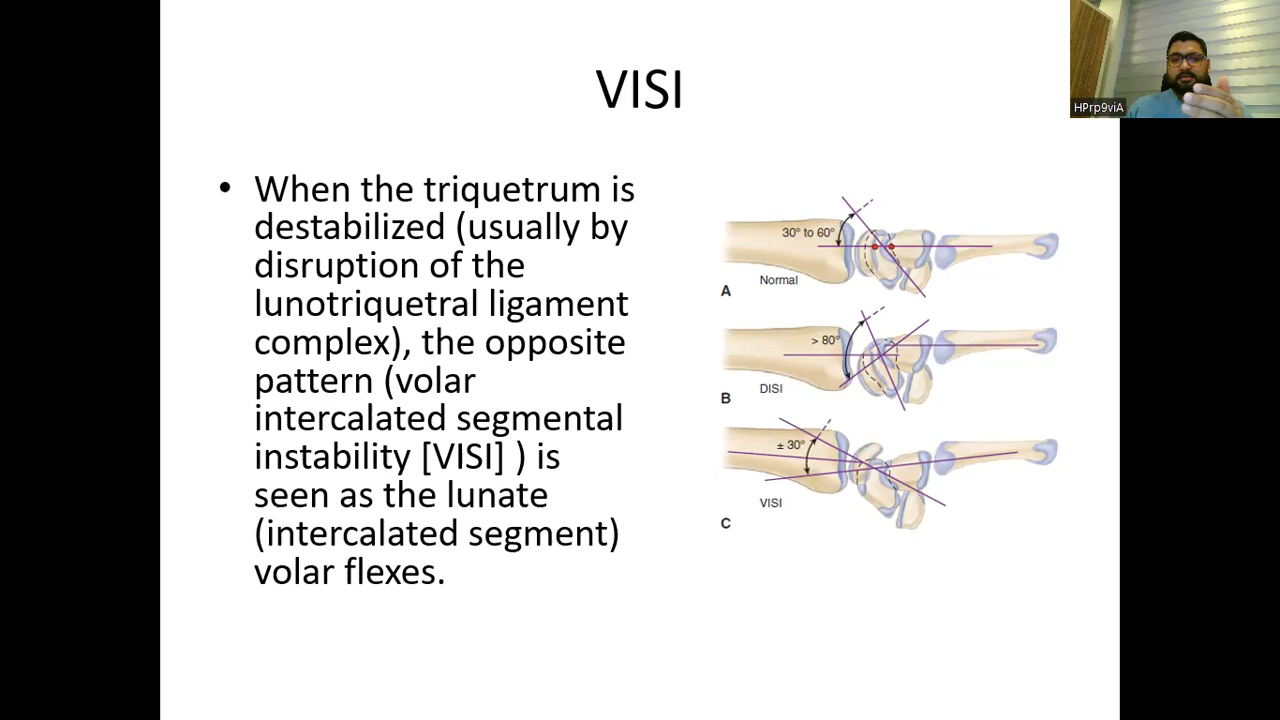 VISI
HPrp9viA
• When the triquetrum is
destabilized (usually by
disruption of the
lunotriquetral ligament
complex), the opposite
pattern (volar
intercalated segmental
instability [VISI] ) is
seen as the lunate
(intercalated segment)
volar flexes.
30° to 60°
Normal
A
> 80°
DISI
B
± 30°
VISI
C